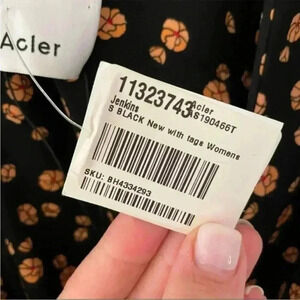 Acler
11323743
Acler
Jenkins
AS190466T
S BLACK New with tags Womens
SKU: BH4334293